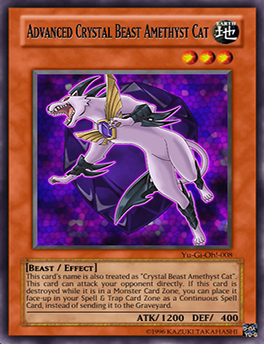 ADVANCED CRYSTAL BEAST AMETHYST CAT
EARTH
地
Yu-Gi-Oh!-008
[BEAST / EFFECT]
This card's name is also treated as "Crystal Beast Amethyst Cat".
This card can attack your opponent directly. If this card is
destroyed while it is in a Monster Card Zone, you can place it
face-up in your Spell & Trap Card Zone as a Continuous Spell
Card, instead of sending it to the Graveyard.
ATK/1200 DEF/ 400
©1996 KAZUKI TAKAHASHI